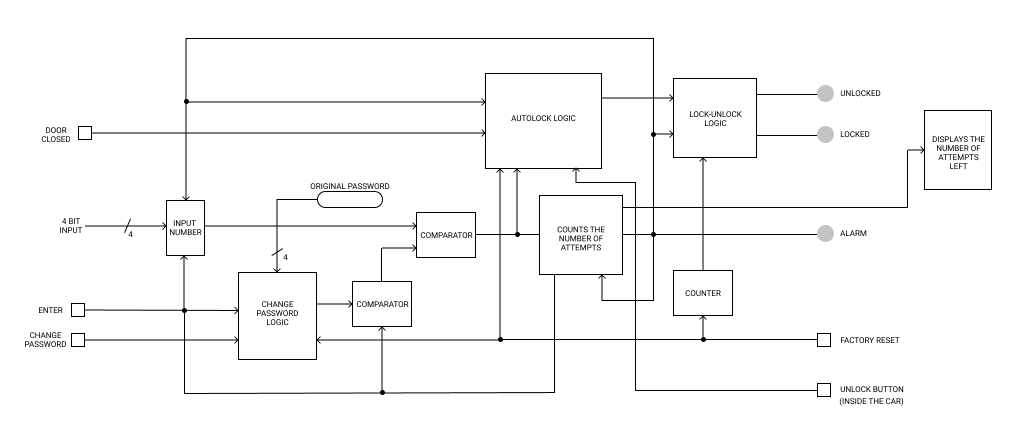 UNLOCKED
AUTOLOCK LOGIC
LOCK-UNLOCK
LOGIC
DOOR
CLOSED
LOCKED
DISPLAYS THE
NUMBER OF
ATTEMPTS
LEFT
ORIGINAL PASSWORD
4 BIT
INPUT
4
INPUT
NUMBER
COMPARATOR
COUNTS THE
NUMBER OF
ATTEMPTS
ALARM
4
ENTER
CHANGE
PASSWORD
LOGIC
COMPARATOR
COUNTER
CHANGE
PASSWORD
FACTORY RESET
UNLOCK BUTTON
(INSIDE THE CAR)